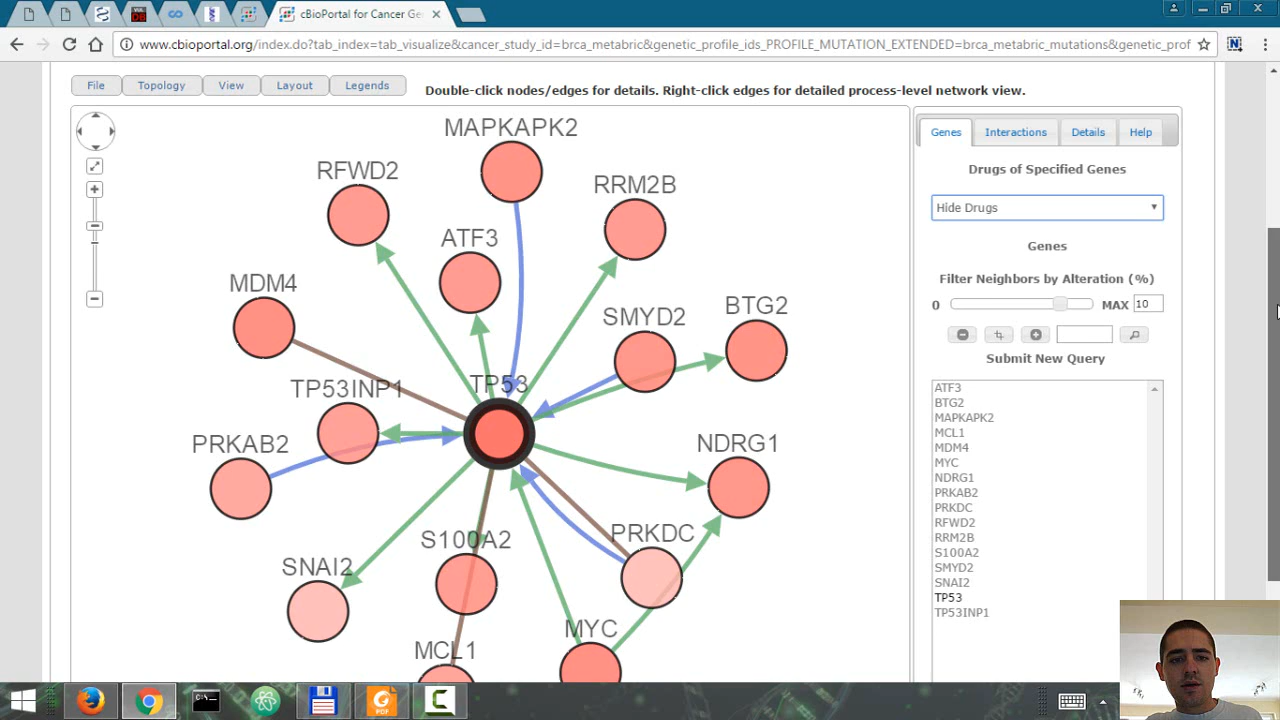 cBioPortal for Cancer Ge
www.cbioportal.org/index.do?tab_index=tab_visualize&cancer_study_id=brca_metabric&genetic_profile_ids_PROFILE_MUTATION_EXTENDED=brca_metabric_mutations&genetic_prof
File Topology View Layout Legends
Double-click nodes/edges for details. Right-click edges for detailed process-level network view.
Genes Interactions Details Help
Drugs of Specified Genes
Hide Drugs
Genes
Filter Neighbors by Alteration (%)
0 MAX 10
Submit New Query
ATF3
BTG2
MAPKAPK2
MCL1
MDM4
MYC
NDRG1
PRKAB2
PRKDC
RFWD2
RRM2B
S100A2
SMYD2
SNAI2
TP53
TP53INP1
MAPKAPK2
RFWD2
RRM2B
ATF3
MDM4
BTG2
SMYD2
TP53INP1
TP53
PRKAB2
NDRG1
S100A2
PRKDC
SNAI2
MYC
MCL1